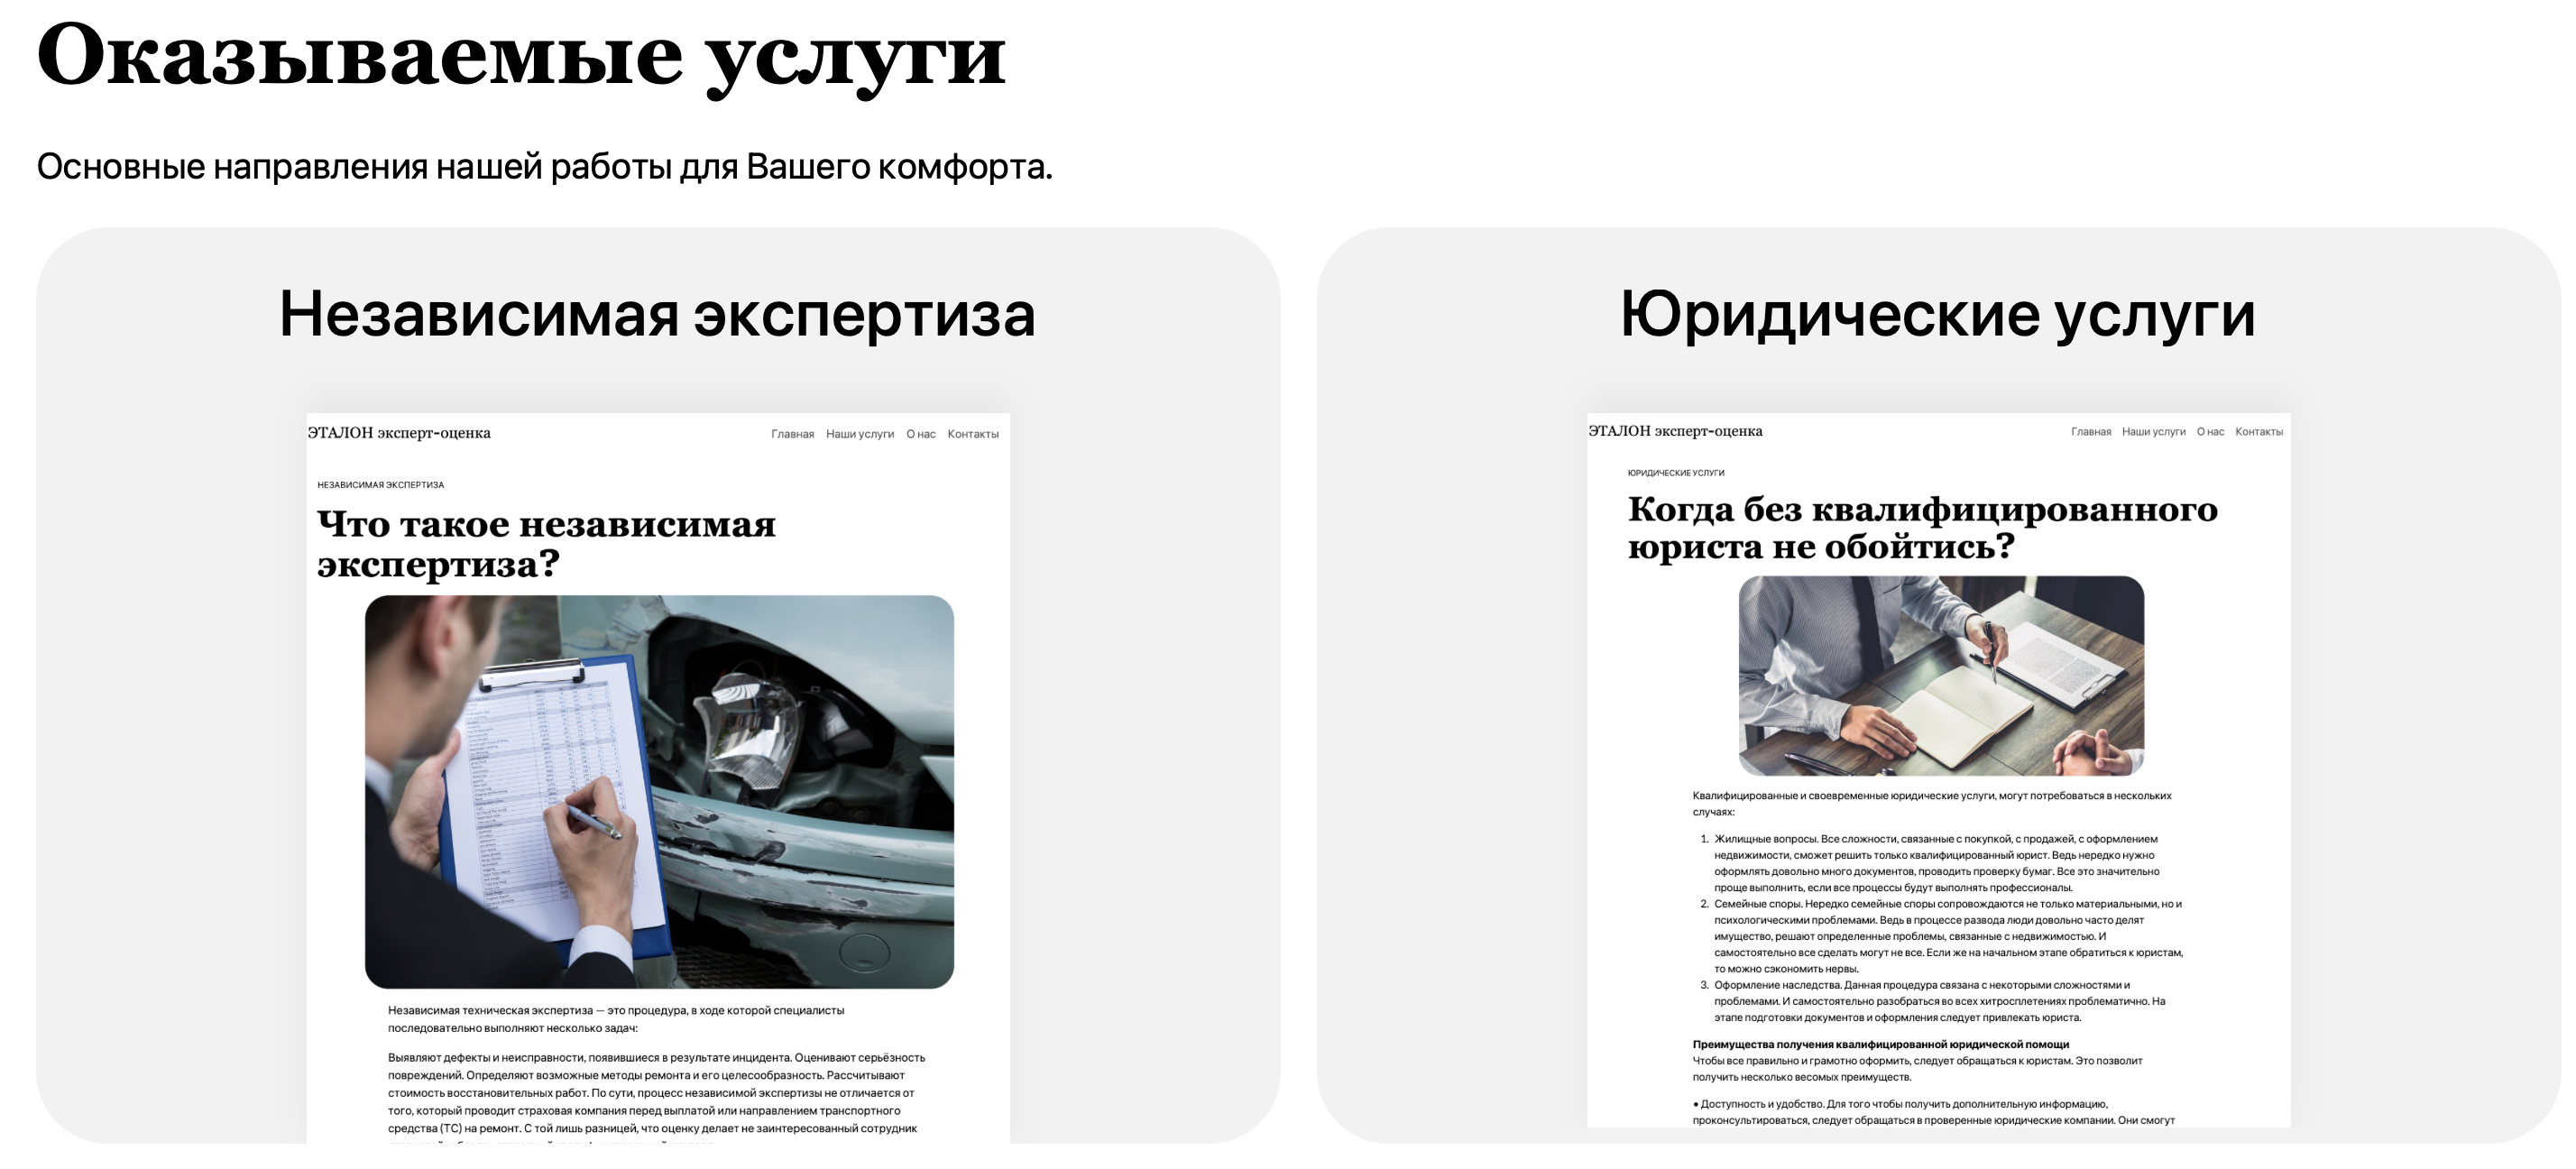 Оказываемые услуги
Основные направления нашей работы для Вашего комфорта.
Независимая экспертиза
ЭТАЛОН эксперт-оценка
Главная Наши услуги О нас Контакты
НЕЗАВИСИМАЯ ЭКСПЕРТИЗА
Что такое независимая
экспертиза?
Независимая техническая экспертиза — это процедура, в ходе которой специалисты
последовательно выполняют несколько задач:
Выявляют дефекты и неисправности, появившиеся в результате инцидента. Оценивают серьёзность
повреждений. Определяют возможные методы ремонта и его целесообразность. Рассчитывают
стоимость восстановительных работ. По сути, процесс независимой экспертизы не отличается от
того, который проводит страховая компания перед выплатой или направлением транспортного
средства (ТС) на ремонт. С той лишь разницей, что оценку делает не заинтересованный сотрудник
Юридические услуги
ЭТАЛОН эксперт-оценка
Главная Наши услуги О нас Контакты
ЮРИДИЧЕСКИЕ УСЛУГИ
Когда без квалифицированного
юриста не обойтись?
Квалифицированные и своевременные юридические услуги, могут потребоваться в нескольких
случаях:
1. Жилищные вопросы. Все сложности, связанные с покупкой, с продажей, с оформлением
недвижимости, сможет решить только квалифицированный юрист. Ведь нередко нужно
оформлять довольно много документов, проводить проверку бумаг. Все это значительно
проще выполнить, если все процессы будут выполнять профессионалы.
2. Семейные споры. Нередко семейные споры сопровождаются не только материальными, но и
психологическими проблемами. Ведь в процессе развода люди довольно часто делят
имущество, решают определенные проблемы, связанные с недвижимостью. И
самостоятельно все сделать могут не все. Если же на начальном этапе обратиться к юристам,
то можно сэкономить нервы.
3. Оформление наследства. Данная процедура связана с некоторыми сложностями и
проблемами. И самостоятельно разобраться во всех хитросплетениях проблематично. На
этапе подготовки документов и оформления следует привлекать юриста.
Преимущества получения квалифицированной юридической помощи
Чтобы все правильно и грамотно оформить, следует обращаться к юристам. Это позволит
получить несколько весомых преимуществ.
• Доступность и удобство. Для того чтобы получить дополнительную информацию,
проконсультироваться, следует обращаться в проверенные юридические компании. Они смогут